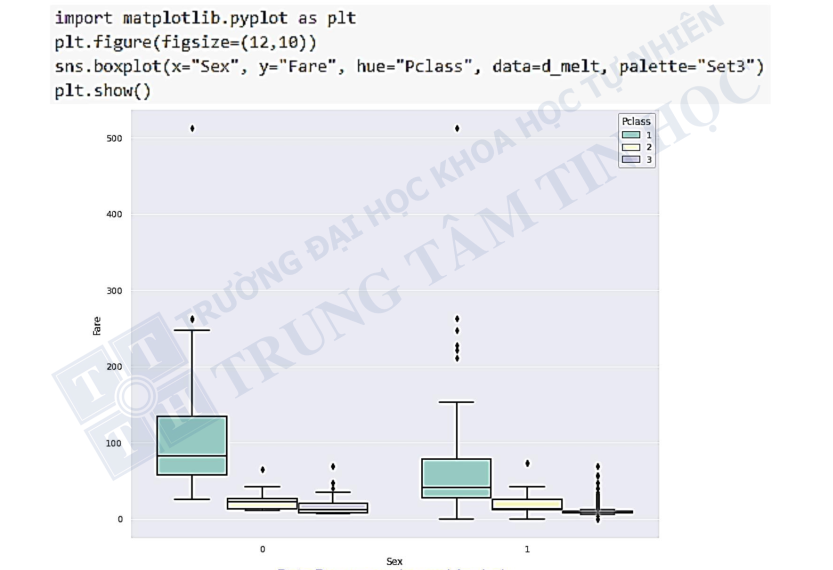 import matplotlib.pyplot as plt
plt.figure(figsize=(12,10))
sns.boxplot(x="Sex", y="Fare", hue="Pclass", data=d_melt, palette="Set3")
plt.show()
Pclass
1
2
3
500
400
300
200
100
0
Fare
0 1
Sex
TRƯỜNG ĐẠI HỌC KHOA HỌC TỰ NHIÊN
TRUNG TÂM TIN HỌC
T T
T H